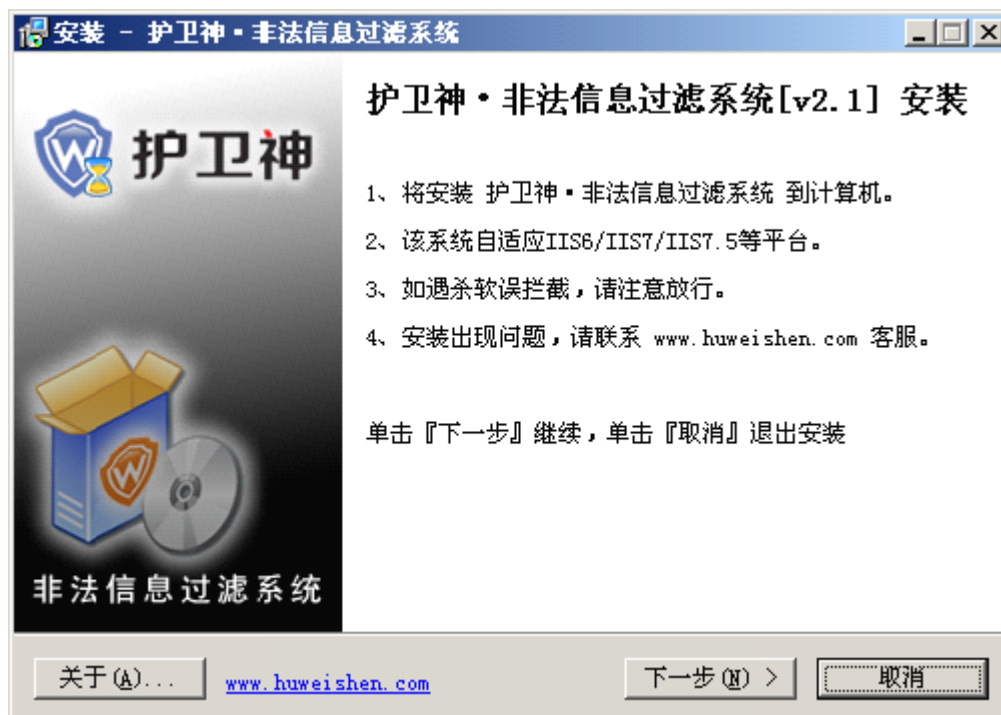 安装 - 护卫神·非法信息过滤系统
护卫神
护卫神·非法信息过滤系统[v2.1] 安装
1、将安装 护卫神·非法信息过滤系统 到计算机。
2、该系统自适应IIS6/IIS7/IIS7.5等平台。
3、如遇杀软误拦截，请注意放行。
4、安装出现问题，请联系 www.huweishen.com 客服。
单击『下一步』继续，单击『取消』退出安装
非法信息过滤系统
关于(A)...
www.huweishen.com
下一步(N) >
取消